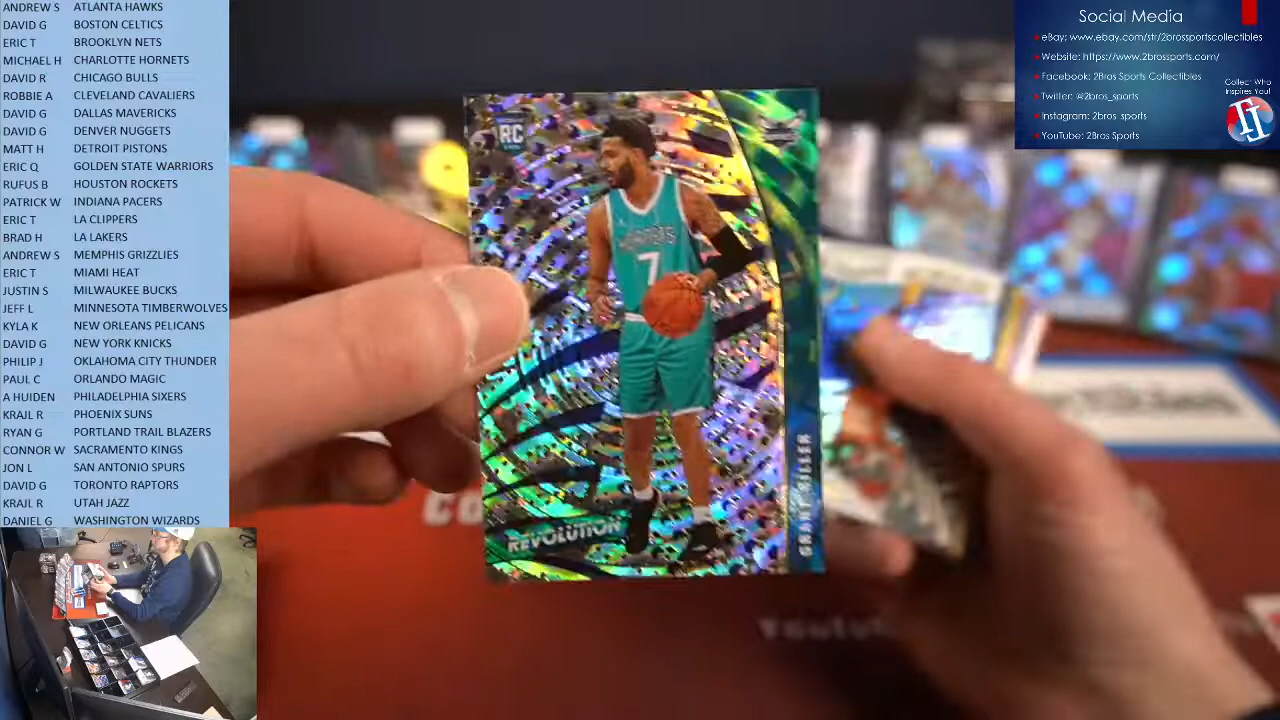 ANDREW S ATLANTA HAWKS
DAVID G BOSTON CELTICS
ERIC T BROOKLYN NETS
MICHAEL H CHARLOTTE HORNETS
DAVID R CHICAGO BULLS
ROBBIE A CLEVELAND CAVALIERS
DAVID G DALLAS MAVERICKS
DAVID G DENVER NUGGETS
MATT H DETROIT PISTONS
ERIC Q GOLDEN STATE WARRIORS
RUFUS B HOUSTON ROCKETS
PATRICK W INDIANA PACERS
ERIC T LA CLIPPERS
BRAD H LA LAKERS
ANDREW S MEMPHIS GRIZZLIES
ERIC T MIAMI HEAT
JUSTIN S MILWAUKEE BUCKS
JEFF L MINNESOTA TIMBERWOLVES
KYLA K NEW ORLEANS PELICANS
DAVID G NEW YORK KNICKS
PHILIP J OKLAHOMA CITY THUNDER
PAUL C ORLANDO MAGIC
A HUIDEN PHILADELPHIA SIXERS
KRAJL R PHOENIX SUNS
RYAN G PORTLAND TRAIL BLAZERS
CONNOR W SACRAMENTO KINGS
JON L SAN ANTONIO SPURS
DAVID G TORONTO RAPTORS
KRAJL R UTAH JAZZ
DANIEL G WASHINGTON WIZARDS
RC
7
REVOLUTION
GRANT RILLER
Social Media
eBay: www.ebay.com/str/2brossportscollectibles
Website: https://www.2brossports.com/
Facebook: 2Bros Sports Collectibles
Twitter: @2bros_sports
Instagram: 2bros_sports
YouTube: 2Bros Sports
Collect Who
Inspires You!